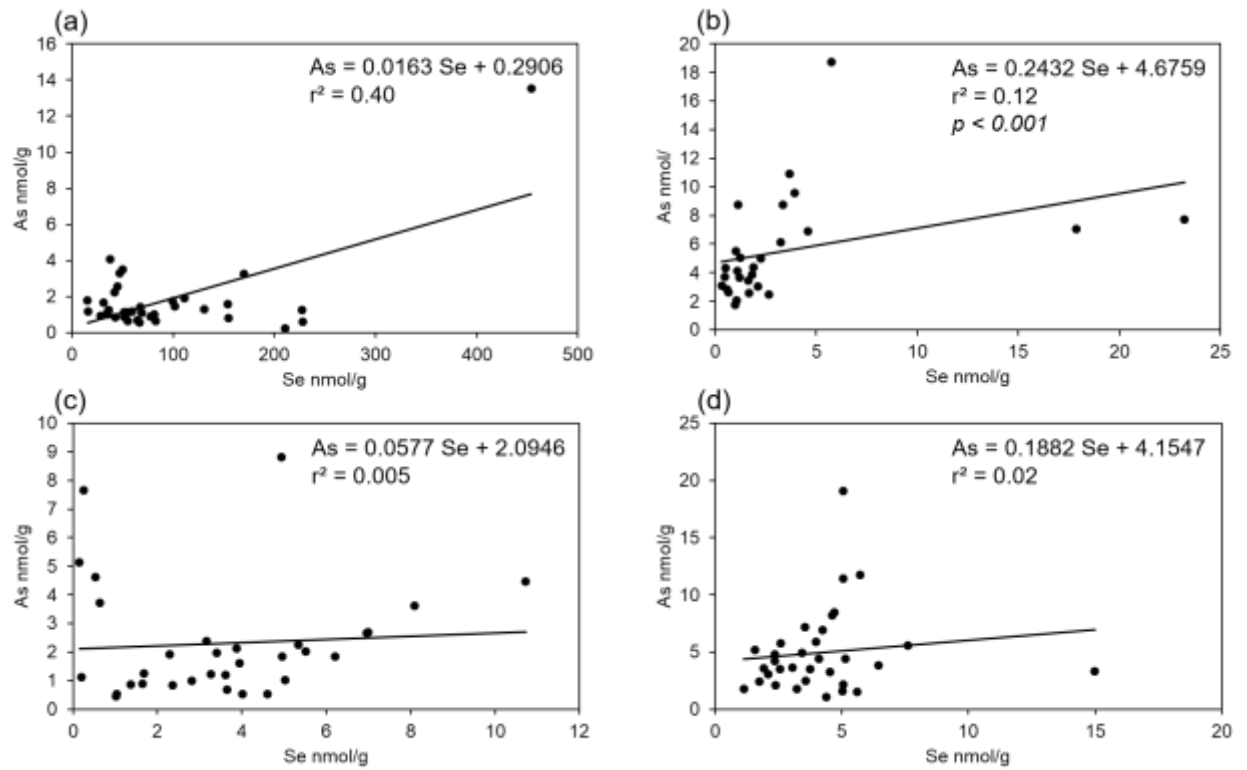 (a)
16
14
12
10
8
6
4
2
0
As nmol/g
As = 0.0163 Se + 0.2906
r² = 0.40
0 100 200 300 400 500
Se nmol/g
(b)
20
18
16
14
12
10
8
6
4
2
0
As nmol/
As = 0.2432 Se + 4.6759
r² = 0.12
p < 0.001
0 5 10 15 20 25
Se nmol/g
(c)
10
9
8
7
6
5
4
3
2
1
0
As nmol/g
As = 0.0577 Se + 2.0946
r² = 0.005
0 2 4 6 8 10 12
Se nmol/g
(d)
25
20
15
10
5
0
As nmol/g
As = 0.1882 Se + 4.1547
r² = 0.02
0 5 10 15 20
Se nmol/g